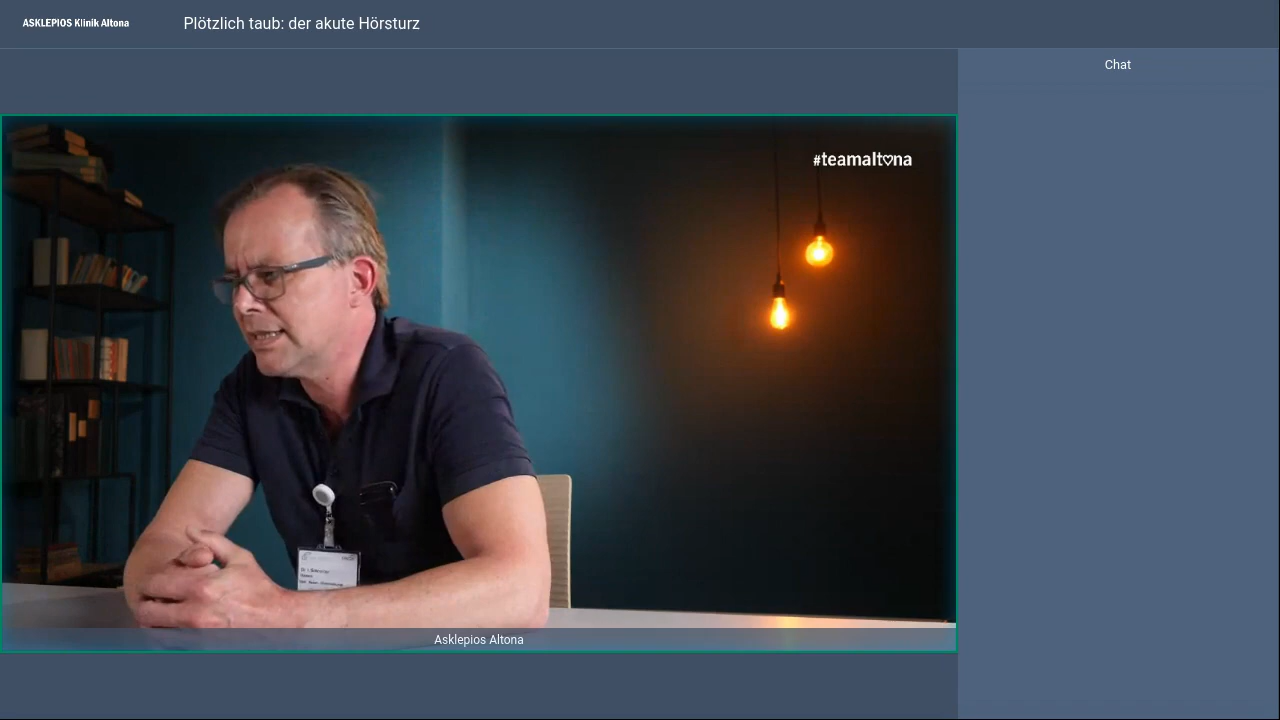 ASKLEPIOS Klinik Altona
Plötzlich taub: der akute Hörsturz
Chat
#teamaltona
Asklepios Altona